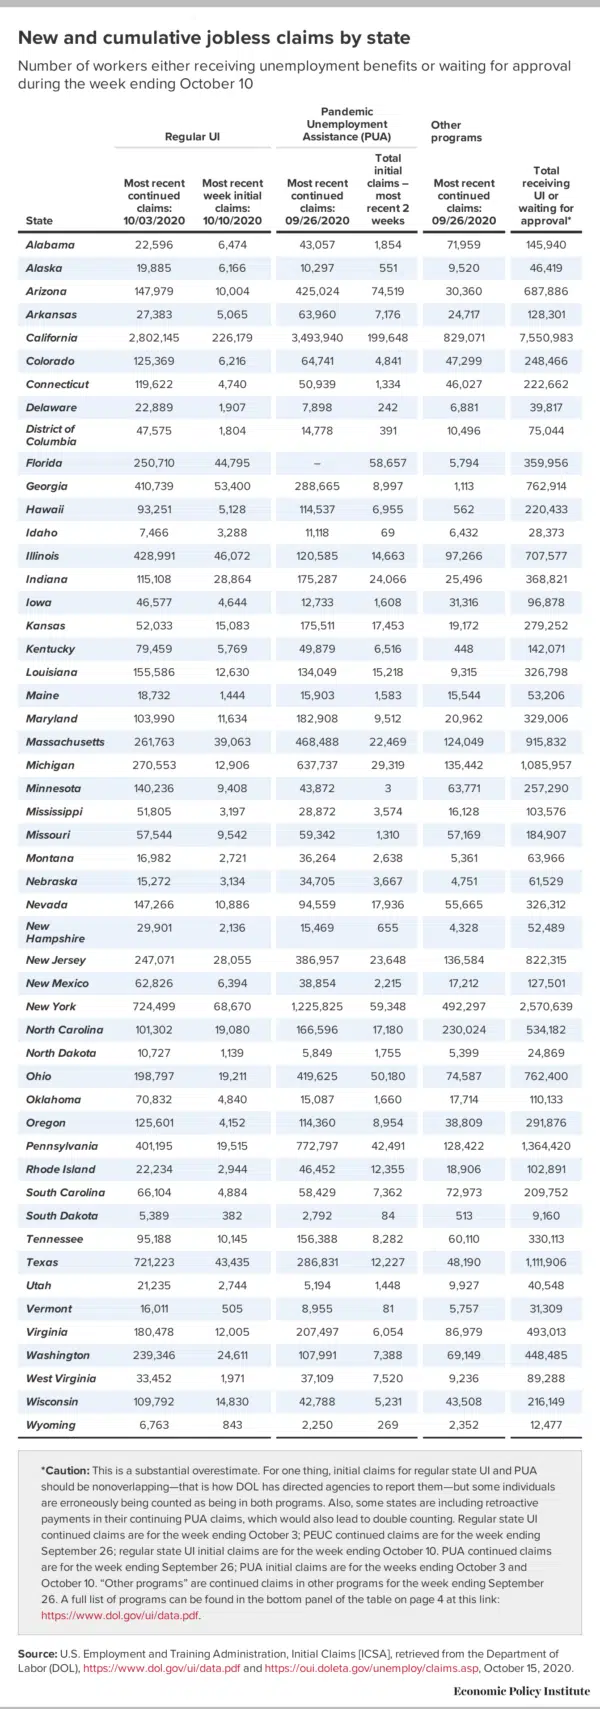 New and cumulative jobless claims by state
Number of workers either receiving unemployment benefits or waiting for approval
during the week ending October 10
Regular UI
Pandemic
Unemployment
Assistance (PUA)
Other
programs
State
Most recent
continued
claims:
10/03/2020
Most recent
week initial
claims:
10/10/2020
Most recent
continued
claims:
09/26/2020
Total
initial
claims –
most
recent 2
weeks
Most recent
continued
claims:
09/26/2020
Total
receiving
UI or
waiting for
approval*
Alabama 22,596 6,474 43,057 1,854 71,959 145,940
Alaska 19,885 6,166 10,297 551 9,520 46,419
Arizona 147,979 10,004 425,024 74,519 30,360 687,886
Arkansas 27,383 5,065 63,960 7,176 24,717 128,301
California 2,802,145 226,179 3,493,940 199,648 829,071 7,550,983
Colorado 125,369 6,216 64,741 4,841 47,299 248,466
Connecticut 119,622 4,740 50,939 1,334 46,027 222,662
Delaware 22,889 1,907 7,898 242 6,881 39,817
District of
Columbia 47,575 1,804 14,778 391 10,496 75,044
Florida 250,710 44,795 – 58,657 5,794 359,956
Georgia 410,739 53,400 288,665 8,997 1,113 762,914
Hawaii 93,251 5,128 114,537 6,955 562 220,433
Idaho 7,466 3,288 11,118 69 6,432 28,373
Illinois 428,991 46,072 120,585 14,663 97,266 707,577
Indiana 115,108 28,864 175,287 24,066 25,496 368,821
Iowa 46,577 4,644 12,733 1,608 31,316 96,878
Kansas 52,033 15,083 175,511 17,453 19,172 279,252
Kentucky 79,459 5,769 49,879 6,516 448 142,071
Louisiana 155,586 12,630 134,049 15,218 9,315 326,798
Maine 18,732 1,444 15,903 1,583 15,544 53,206
Maryland 103,990 11,634 182,908 9,512 20,962 329,006
Massachusetts 261,763 39,063 468,488 22,469 124,049 915,832
Michigan 270,553 12,906 637,737 29,319 135,442 1,085,957
Minnesota 140,236 9,408 43,872 3 63,771 257,290
Mississippi 51,805 3,197 28,872 3,574 16,128 103,576
Missouri 57,544 9,542 59,342 1,310 57,169 184,907
Montana 16,982 2,721 36,264 2,638 5,361 63,966
Nebraska 15,272 3,134 34,705 3,667 4,751 61,529
Nevada 147,266 10,886 94,559 17,936 55,665 326,312
New
Hampshire 29,901 2,136 15,469 655 4,328 52,489
New Jersey 247,071 28,055 386,957 23,648 136,584 822,315
New Mexico 62,826 6,394 38,854 2,215 17,212 127,501
New York 724,499 68,670 1,225,825 59,348 492,297 2,570,639
North Carolina 101,302 19,080 166,596 17,180 230,024 534,182
North Dakota 10,727 1,139 5,849 1,755 5,399 24,869
Ohio 198,797 19,211 419,625 50,180 74,587 762,400
Oklahoma 70,832 4,840 15,087 1,660 17,714 110,133
Oregon 125,601 4,152 114,360 8,954 38,809 291,876
Pennsylvania 401,195 19,515 772,797 42,491 128,422 1,364,420
Rhode Island 22,234 2,944 46,452 12,355 18,906 102,891
South Carolina 66,104 4,884 58,429 7,362 72,973 209,752
South Dakota 5,389 382 2,792 84 513 9,160
Tennessee 95,188 10,145 156,388 8,282 60,110 330,113
Texas 721,223 43,435 286,831 12,227 48,190 1,111,906
Utah 21,235 2,744 5,194 1,448 9,927 40,548
Vermont 16,011 505 8,955 81 5,757 31,309
Virginia 180,478 12,005 207,497 6,054 86,979 493,013
Washington 239,346 24,611 107,991 7,388 69,149 448,485
West Virginia 33,452 1,971 37,109 7,520 9,236 89,288
Wisconsin 109,792 14,830 42,788 5,231 43,508 216,149
Wyoming 6,763 843 2,250 269 2,352 12,477
*Caution: This is a substantial overestimate. For one thing, initial claims for regular state UI and PUA
should be nonoverlapping—that is how DOL has directed agencies to report them—but some individuals
are erroneously being counted as being in both programs. Also, some states are including retroactive
payments in their continuing PUA claims, which would also lead to double counting. Regular state UI
continued claims are for the week ending October 3; PEUC continued claims are for the week ending
September 26; regular state UI initial claims are for the week ending October 10. PUA continued claims
are for the week ending September 26; PUA initial claims are for the weeks ending October 3 and
October 10. “Other programs” are continued claims in other programs for the week ending September
26. A full list of programs can be found in the bottom panel of the table on page 4 at this link:
https://www.dol.gov/ui/data.pdf.
Source: U.S. Employment and Training Administration, Initial Claims [ICSA], retrieved from the Department of
Labor (DOL), https://www.dol.gov/ui/data.pdf and https://oui.doleta.gov/unemploy/claims.asp, October 15, 2020.
Economic Policy Institute